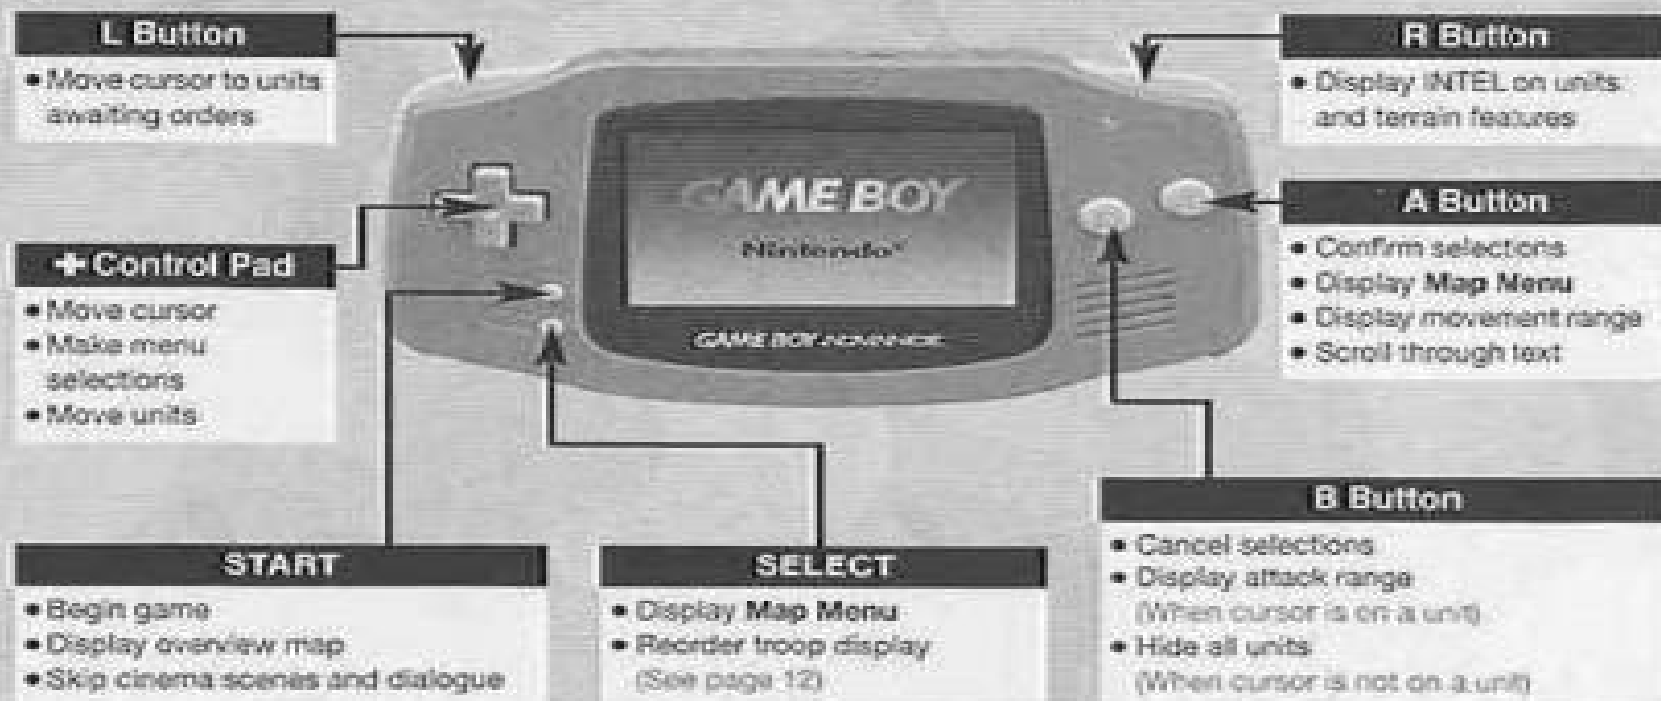 L Button
• Move cursor to units
awaiting orders
R Button
• Display INTEL on units
and terrain features
A Button
• Confirm selections
• Display Map Menu
• Display movement range
• Scroll through text
+Control Pad
• Move cursor
• Make menu
selections
• Move units
GAME BOY
Nintendo®
GAME BOY ADVANCE
START
• Begin game
• Display overview map
• Skip cinema scenes and dialogue
SELECT
• Display Map Menu
• Reorder troop display
(See page 12)
B Button
• Cancel selections
• Display attack range
(When cursor is on a unit)
• Hide all units
(When cursor is not on a unit)